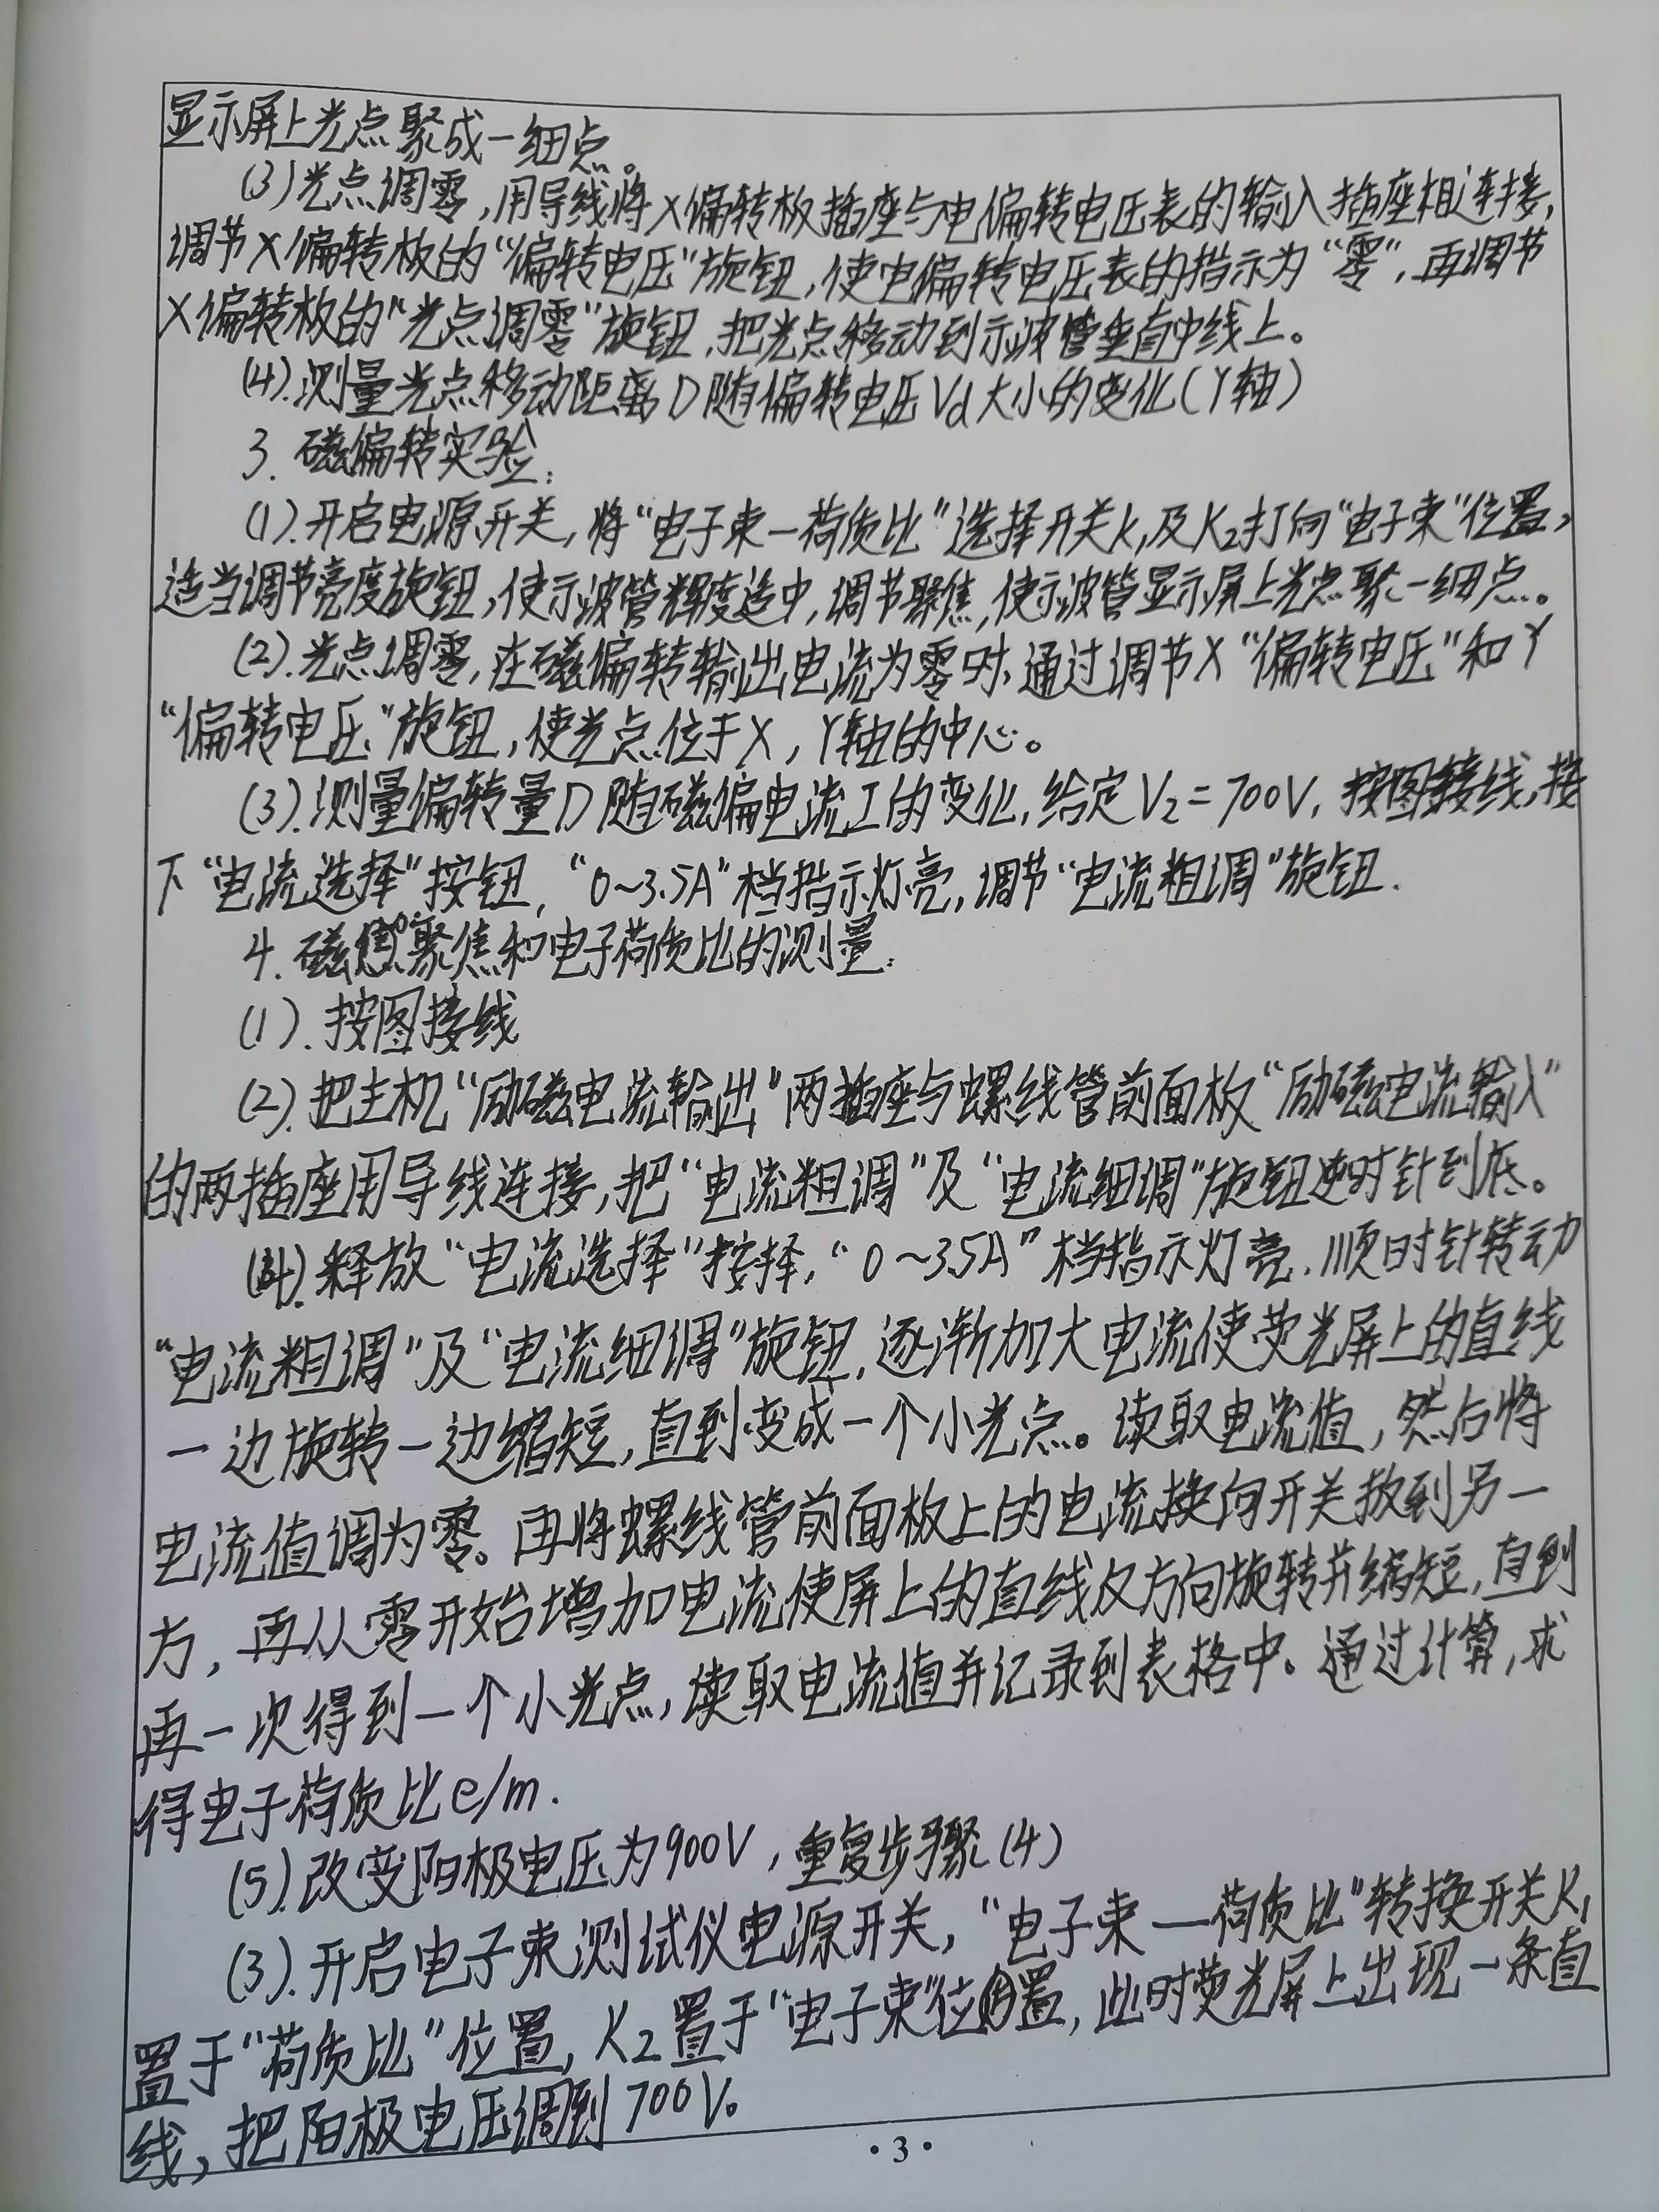 显示屏上光点聚成一细点。
(3)光点调零,用导线将X偏转板插座与电偏转电压表的输入插座相连接,
调节X偏转板的“偏转电压”旋钮,使电偏转电压表的指示为“零”,再调节
X偏转板的“光点调零”旋钮,把光点移动到示波管垂直中线上。
(4).测量光点移动距离D随偏转电压Vd大小的变化(Y轴)
3.磁偏转实验:
(1).开启电源开关,将“电子束—荷质比”选择开关K₁及K₂打向“电子束”位置,
适当调节亮度旋钮,使示波管辉度适中,调节聚焦,使示波管显示屏上光点聚一细点。
(2).光点调零,在磁偏转输出电流为零时,通过调节X“偏转电压”和Y
“偏转电压”旋钮,使光点位于X,Y轴的中心。
(3).测量偏转量D随磁偏电流I的变化,给定V₂=700V,按图接线,按
下“电流选择”按钮,“0~3.5A”档指示灯亮,调节“电流粗调”旋钮.
4.磁聚焦和电子荷质比的测量:
(1).按图接线
(2).把主机“励磁电流输出”两插座与螺线管前面板“励磁电流输入”
的两插座用导线连接,把“电流粗调”及“电流细调”旋钮逆时针到底。
(4).释放“电流选择”按择,“0~3.5A”档指示灯亮.顺时针转动
“电流粗调”及“电流细调”旋钮,逐渐加大电流使荧光屏上的直线
一边旋转一边缩短,直到变成一个小光点。读取电流值,然后将
电流值调为零。再将螺线管前面板上的电流换向开关扳到另一
方,再从零开始增加电流使屏上的直线反方向旋转并缩短,直到
再一次得到一个小光点,读取电流值并记录到表格中。通过计算,求
得电子荷质比e/m.
(5).改变阳极电压为900V,重复步骤(4)
(3).开启电子束测试仪电源开关,“电子束—荷质比”转换开关K₁
置于“荷质比”位置,K₂置于“电子束”位置,此时荧光屏上出现一条直
线,把阳极电压调到700V。
·3·